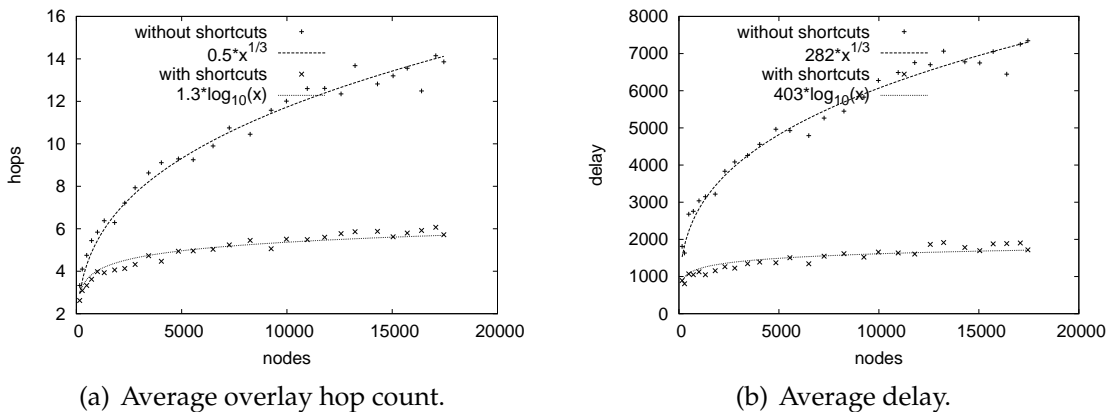 16
14
12
10
8
6
4
2
hops
0
5000
10000
15000
20000
nodes
without shortcuts
0.5*x^1/3
with shortcuts
1.3*log10(x)
(a) Average overlay hop count.
8000
7000
6000
5000
4000
3000
2000
1000
0
delay
0
5000
10000
15000
20000
nodes
without shortcuts
282*x^1/3
with shortcuts
403*log10(x)
(b) Average delay.